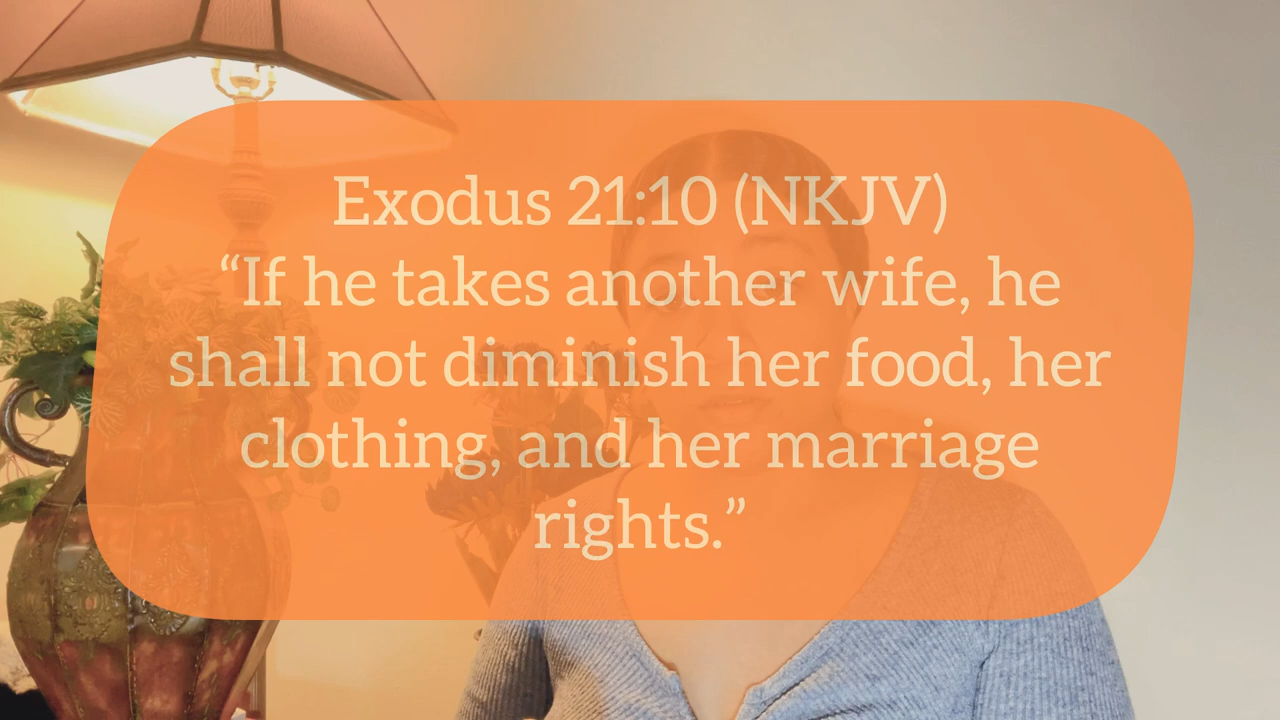 Exodus 21:10 (NKJV)
“If he takes another wife, he
shall not diminish her food, her
clothing, and her marriage
rights.”